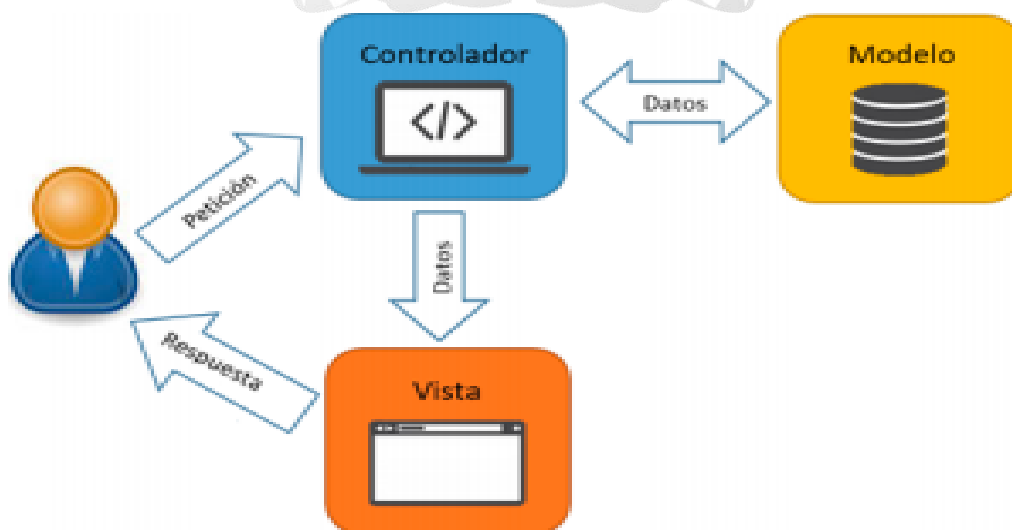 Controlador
</>
Datos
Modelo
Petición
Datos
Respuesta
Vista